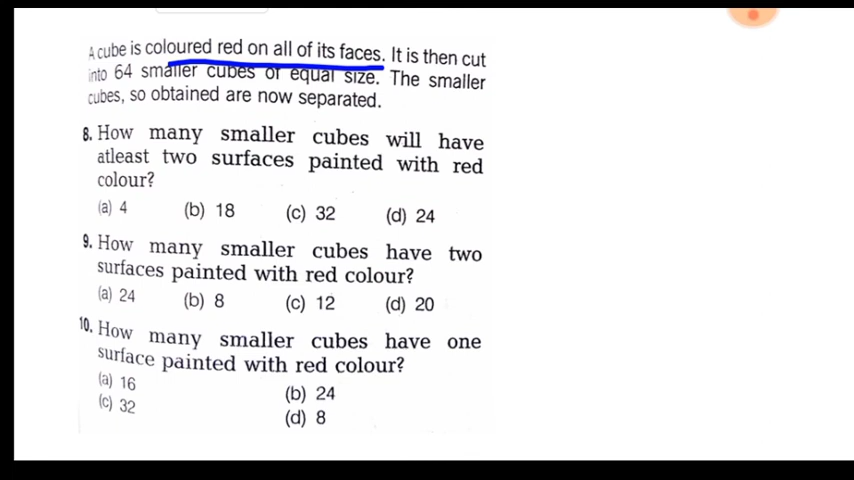 A cube is coloured red on all of its faces. It is then cut
into 64 smaller cubes of equal size. The smaller
cubes, so obtained are now separated.
8. How many smaller cubes will have
atleast two surfaces painted with red
colour?
(a) 4 (b) 18 (c) 32 (d) 24
9. How many smaller cubes have two
surfaces painted with red colour?
(a) 24 (b) 8 (c) 12 (d) 20
10. How many smaller cubes have one
surface painted with red colour?
(a) 16 (b) 24
(c) 32 (d) 8